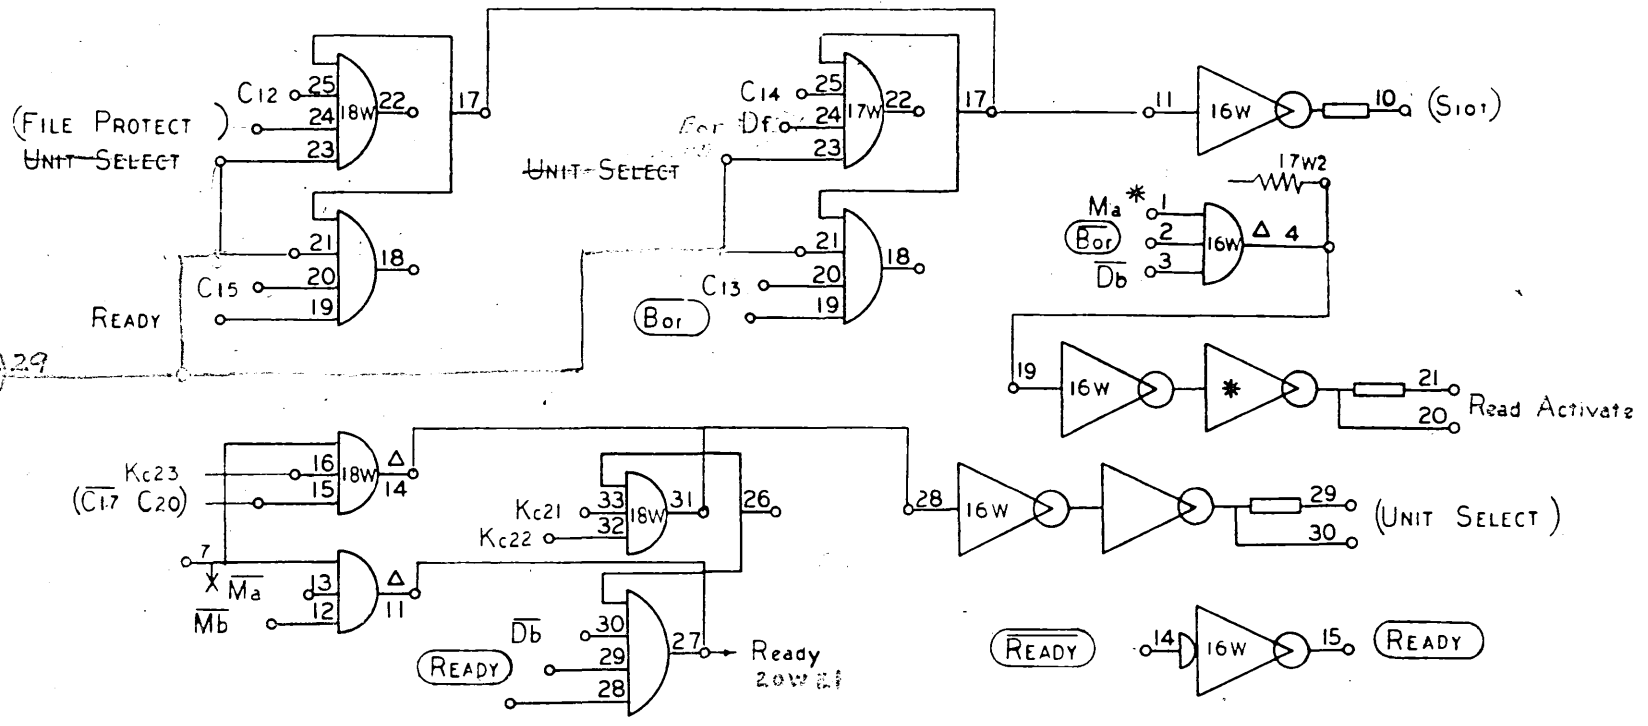 C12
25
24
23
18W
22
17
(FILE PROTECT )
UNIT SELECT
21
20
19
18
C15
READY
29
C14
25
24
23
17W
22
17
Df
UNIT SELECT
21
20
19
18
C13
Bor
11
16W
10
(S10T)
17W2
Ma *
1
Bor
2
Db
3
16W
Δ 4
19
16W
*
21
20
Read Activate
Kc23
16
(C17 C20)
15
18W
Δ
14
7
X
Ma
13
Mb
12
Δ
11
Kc21
33
Kc22
32
18W
31
26
Db
30
READY
29
28
27
Ready
20W
28
16W
29
30
(UNIT SELECT )
READY
14
16W
15
READY